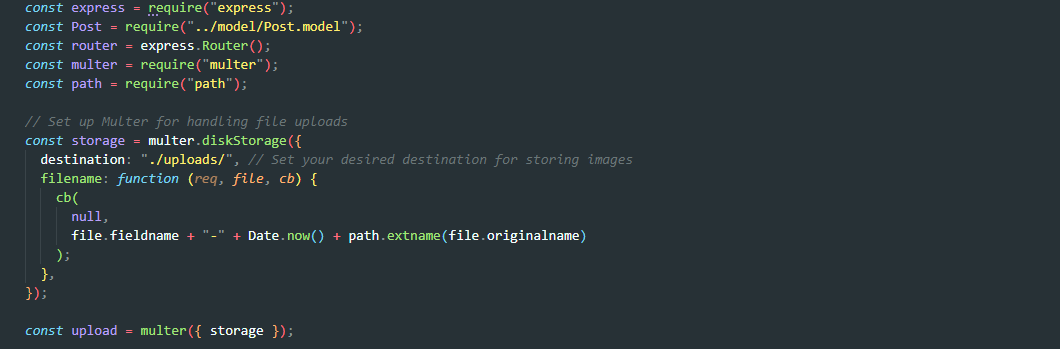 const express = require("express");
const Post = require("../model/Post.model");
const router = express.Router();
const multer = require("multer");
const path = require("path");
// Set up Multer for handling file uploads
const storage = multer.diskStorage({
destination: "./uploads/", // Set your desired destination for storing images
filename: function (req, file, cb) {
cb(
null,
file.fieldname + "-" + Date.now() + path.extname(file.originalname)
);
},
});
const upload = multer({ storage });